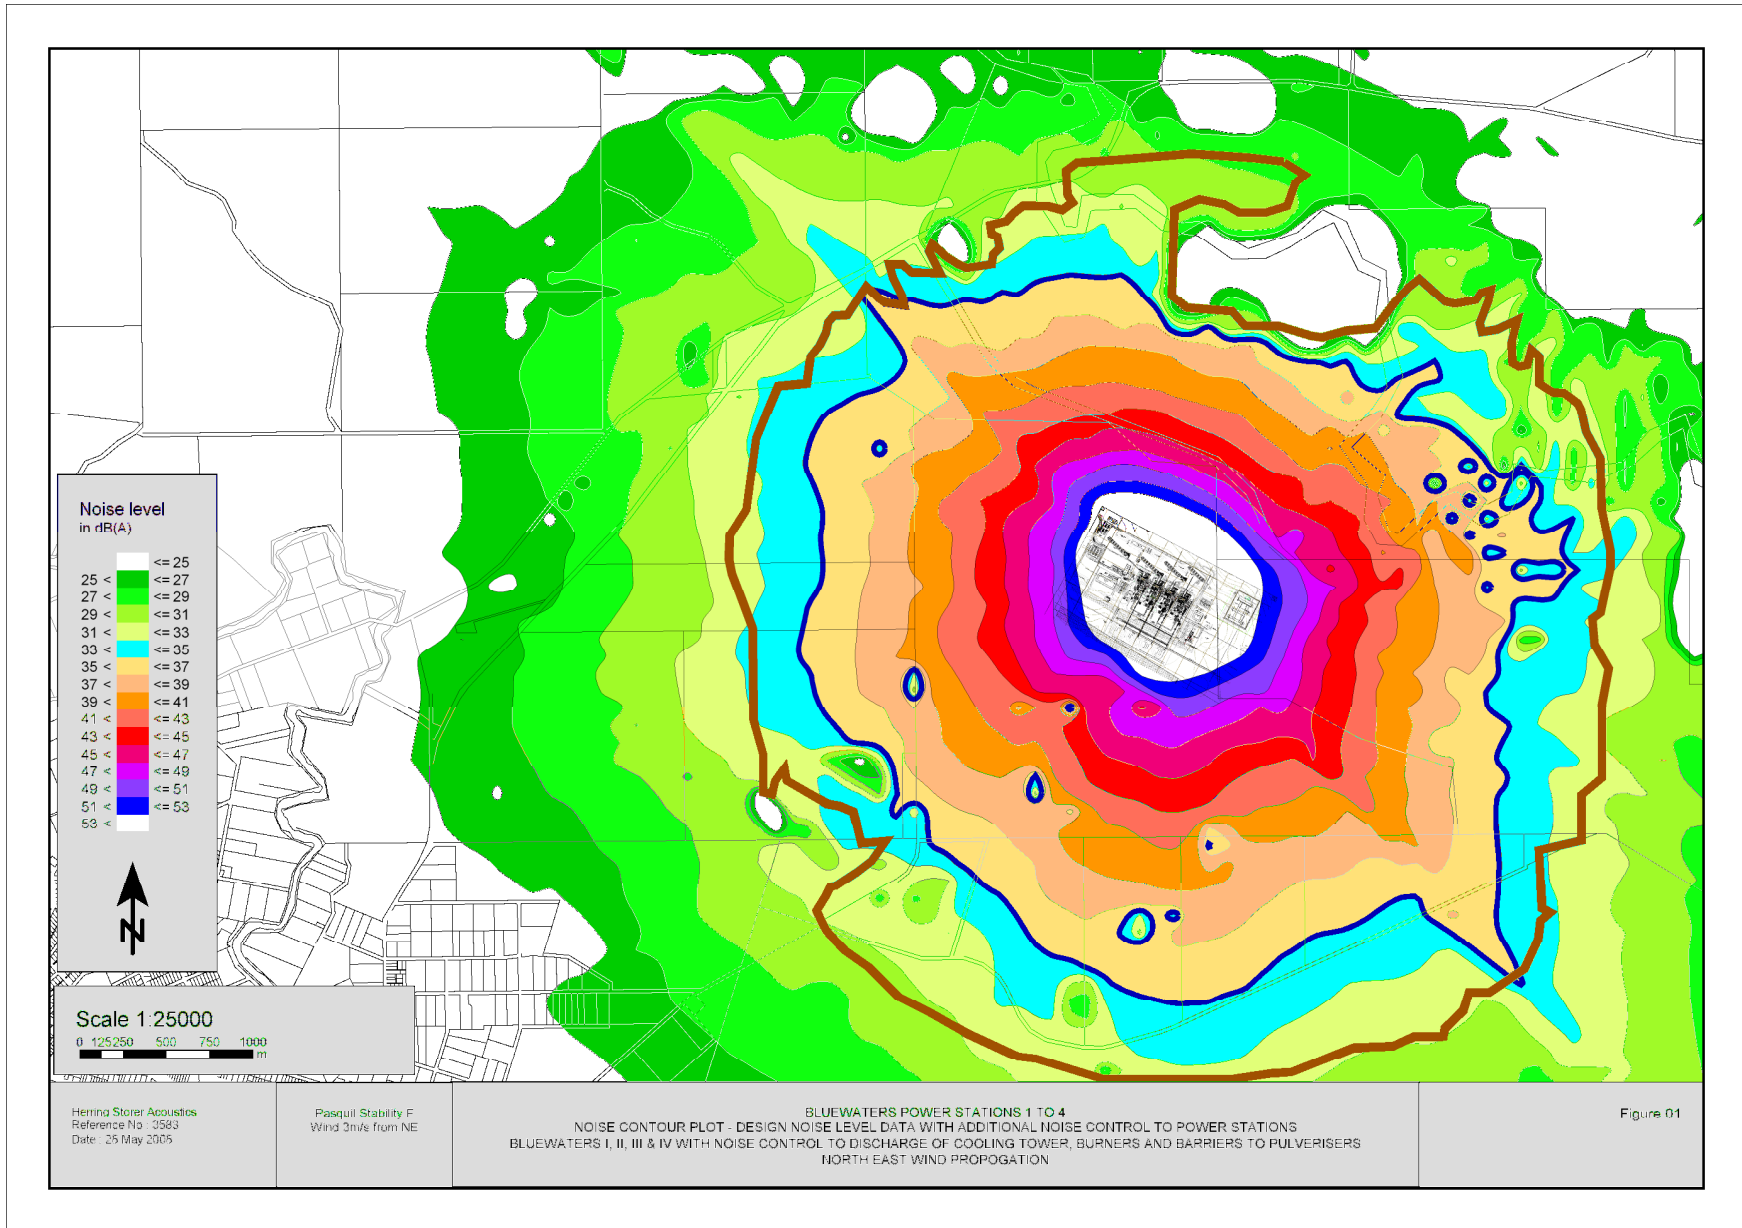 Noise level
in dB(A)
<= 25
25 < <= 27
27 < <= 29
29 < <= 31
31 < <= 33
33 < <= 35
35 < <= 37
37 < <= 39
39 < <= 41
41 < <= 43
43 < <= 45
45 < <= 47
47 < <= 49
49 < <= 51
51 < <= 53
53 <
N
Scale 1:25000
0 125 250 500 750 1000
m
Herring Storer Acoustics
Reference No : 3583
Date : 26 May 2006
Pasquil Stability F
Wind 3m/s from NE
BLUEWATERS POWER STATIONS 1 TO 4
NOISE CONTOUR PLOT - DESIGN NOISE LEVEL DATA WITH ADDITIONAL NOISE CONTROL TO POWER STATIONS
BLUEWATERS I, II, III & IV WITH NOISE CONTROL TO DISCHARGE OF COOLING TOWER, BURNERS AND BARRIERS TO PULVERISERS
NORTH EAST WIND PROPOGATION
Figure 01